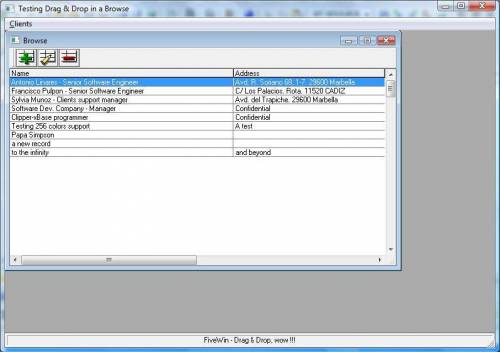 Testing Drag & Drop in a Browse
Clients
Browse
Name Address
Antonio Linares - Senior Software Engineer Avd. R. Soriano 68, 1-7. 29600 Marbella
Francisco Pulpon - Senior Software Engineer C/ Los Palacios. Rota. 11520 CADIZ
Sylvia Munoz - Clients support manager Avd. del Trapiche. 29600 Marbella
Software Dev. Company - Manager Confidential
Clipper-xBase programmer Confidential
Testing 256 colors support A test
Papa Simpson
a new record
to the infinity and beyond
FiveWin - Drag & Drop, wow !!!